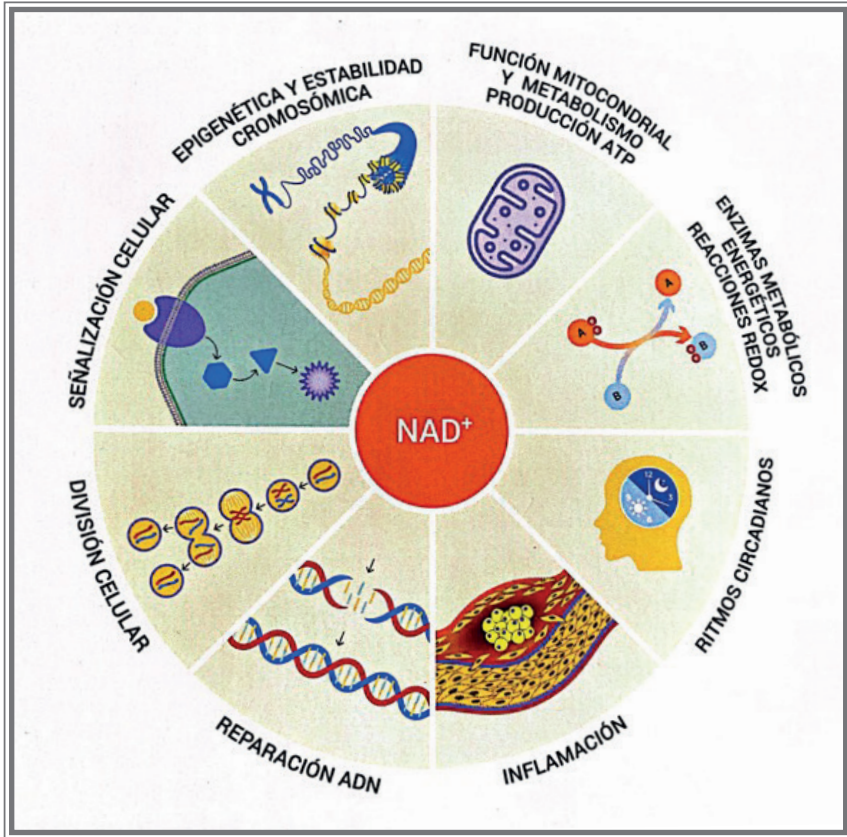 FUNCIÓN MITOCONDRIAL
Y METABOLISMO
PRODUCCIÓN ATP
ENZIMAS METABÓLICOS
ENERGÉTICOS
REACCIONES REDOX
RITMOS CIRCADIANOS
INFLAMACIÓN
REPARACIÓN ADN
DIVISIÓN CELULAR
SEÑALIZACIÓN CELULAR
EPIGENÉTICA Y ESTABILIDAD
CROMOSÓMICA
NAD⁺
A
A
B
B
12